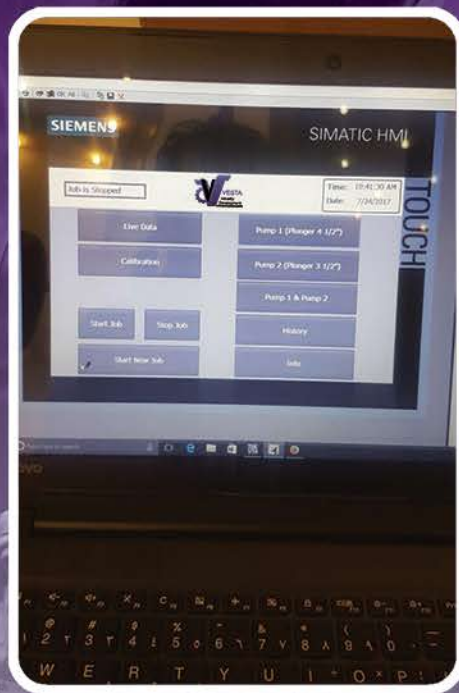 SIEMENS
SIMATIC HMI
TOUCH
Job is Stopped
VESTA
Time: 10:41:30 AM
Date: 7/24/2017
Live Data
Pump 1 (Plunger 4 1/2")
Calibration
Pump 2 (Plunger 3 1/2")
Pump 1 & Pump 2
Start Job
Stop Job
History
Start New Job
Info
W E R T Y U I O P